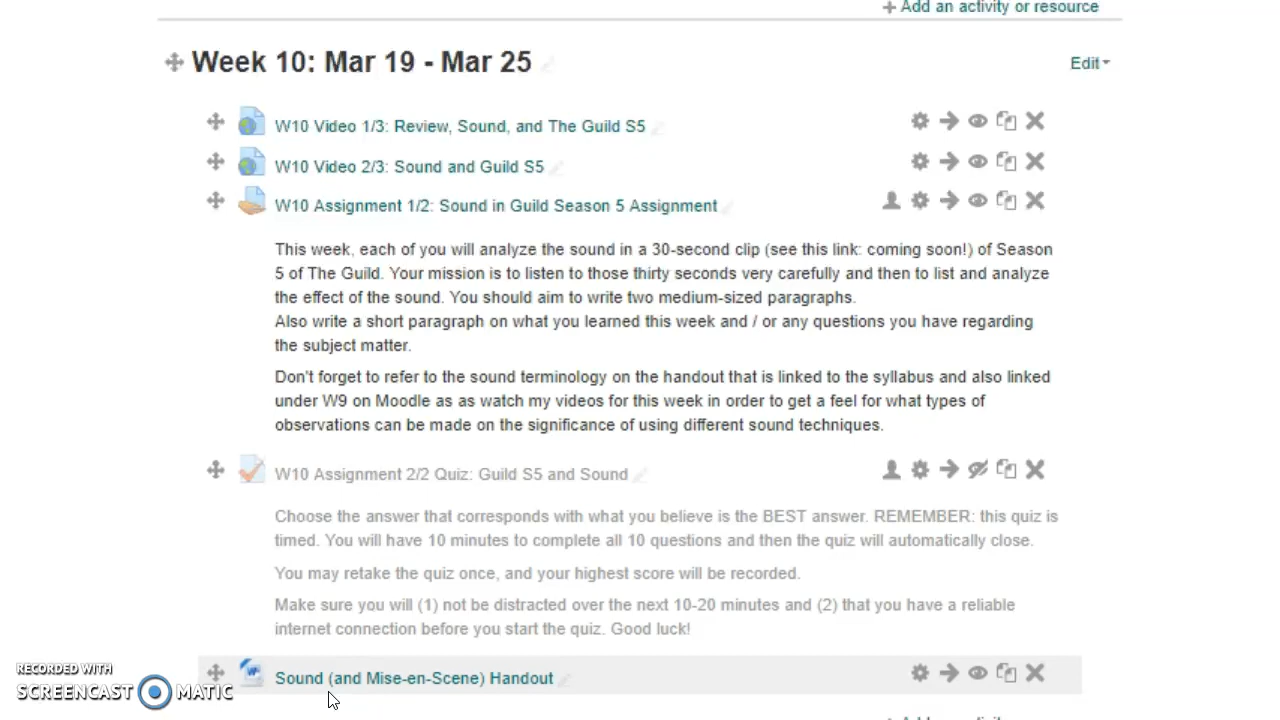 Add an activity or resource
Week 10: Mar 19 - Mar 25
Edit
W10 Video 1/3: Review, Sound, and The Guild S5
W10 Video 2/3: Sound and Guild S5
W10 Assignment 1/2: Sound in Guild Season 5 Assignment
This week, each of you will analyze the sound in a 30-second clip (see this link: coming soon!) of Season
5 of The Guild. Your mission is to listen to those thirty seconds very carefully and then to list and analyze
the effect of the sound. You should aim to write two medium-sized paragraphs.
Also write a short paragraph on what you learned this week and / or any questions you have regarding
the subject matter.
Don't forget to refer to the sound terminology on the handout that is linked to the syllabus and also linked
under W9 on Moodle as as watch my videos for this week in order to get a feel for what types of
observations can be made on the significance of using different sound techniques.
W10 Assignment 2/2 Quiz: Guild S5 and Sound
Choose the answer that corresponds with what you believe is the BEST answer. REMEMBER: this quiz is
timed. You will have 10 minutes to complete all 10 questions and then the quiz will automatically close.
You may retake the quiz once, and your highest score will be recorded.
Make sure you will (1) not be distracted over the next 10-20 minutes and (2) that you have a reliable
internet connection before you start the quiz. Good luck!
Sound (and Mise-en-Scene) Handout
RECORDED WITH
SCREENCAST MATIC